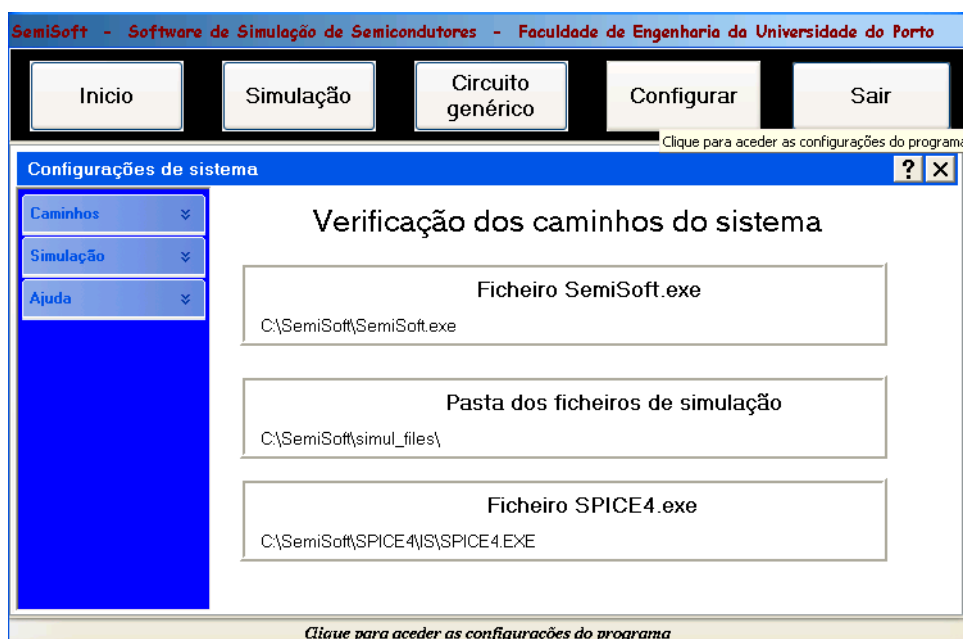 SemiSoft - Software de Simulação de Semicondutores - Faculdade de Engenharia da Universidade do Porto
Inicio
Simulação
Circuito
genérico
Configurar
Sair
Clique para aceder as configurações do programa
Configurações de sistema
?
Caminhos
Simulação
Ajuda
Verificação dos caminhos do sistema
Ficheiro SemiSoft.exe
C:\SemiSoft\SemiSoft.exe
Pasta dos ficheiros de simulação
C:\SemiSoft\simul_files\
Ficheiro SPICE4.exe
C:\SemiSoft\SPICE4\IS\SPICE4.EXE
Clique para aceder as configurações do programa